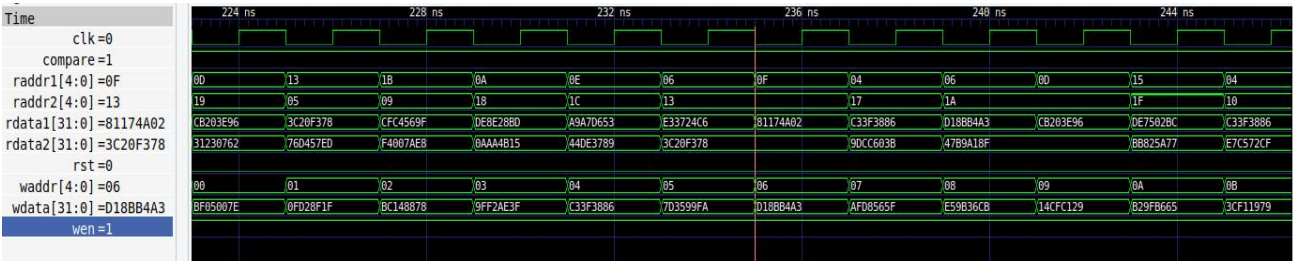 Time 224 ns 228 ns 232 ns 236 ns 240 ns 244 ns
clk=0
compare=1
raddr1[4:0]=0F 0D 13 1B 0A 0E 06 0F 04 06 0D 15 04
raddr2[4:0]=13 19 05 09 18 1C 13 17 1A 1F 10
rdata1[31:0]=81174A02 CB203E96 3C20F378 CFC4569F DE8E28BD A9A7D653 E33724C6 81174A02 C33F3886 D18BB4A3 CB203E96 DE7502BC C33F3886
rdata2[31:0]=3C20F378 31230762 76D457ED F4007AE8 0AAA4B15 44DE3789 3C20F378 9DCC603B 47B9A18F BB825A77 E7C572CF
rst=0
waddr[4:0]=06 00 01 02 03 04 05 06 07 08 09 0A 0B
wdata[31:0]=D18BB4A3 BF05007E 0FD28F1F BC148878 9FF2AE3F C33F3886 7D3599FA D18BB4A3 AFD8565F E59B36CB 14CFC129 B29FB665 3CF11979
wen=1